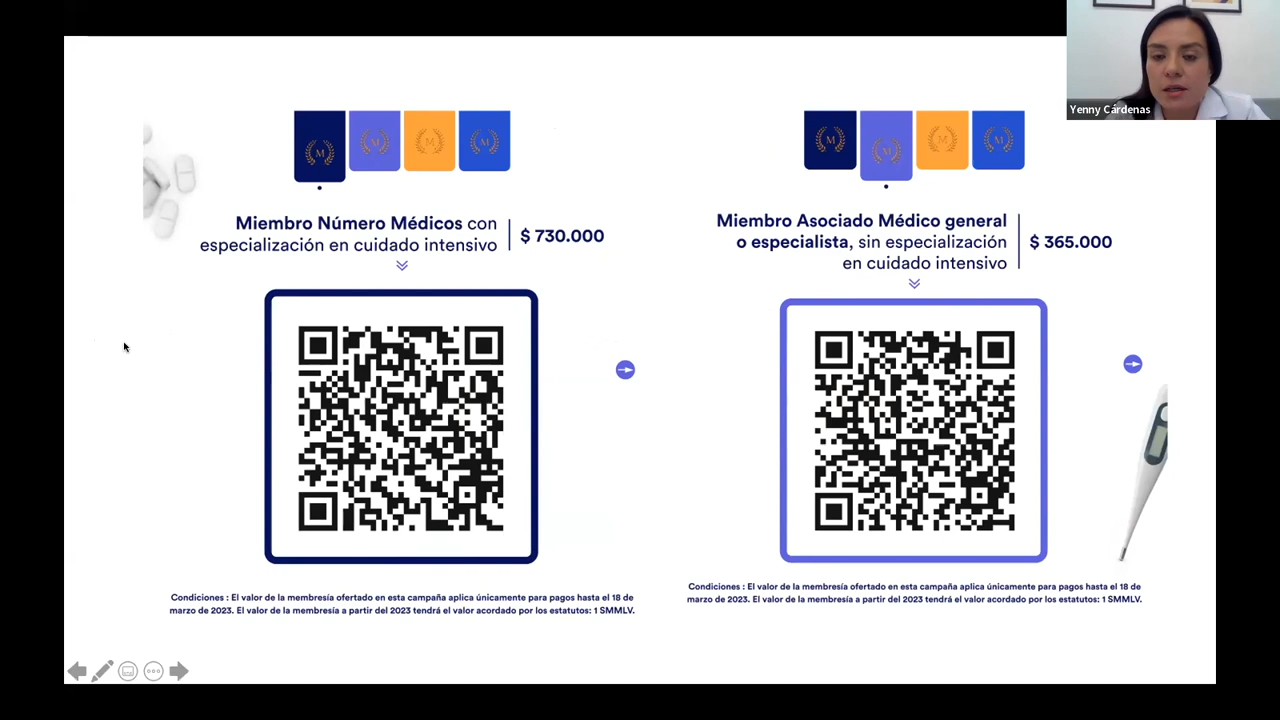 Yenny Cárdenas
M M M M
Miembro Número Médicos con
especialización en cuidado intensivo
$ 730.000
Condiciones : El valor de la membresía ofertado en esta campaña aplica únicamente para pagos hasta el 18 de
marzo de 2023. El valor de la membresía a partir del 2023 tendrá el valor acordado por los estatutos: 1 SMMLV.
M M M M
Miembro Asociado Médico general
o especialista, sin especialización
en cuidado intensivo
$ 365.000
Condiciones : El valor de la membresía ofertado en esta campaña aplica únicamente para pagos hasta el 18 de
marzo de 2023. El valor de la membresía a partir del 2023 tendrá el valor acordado por los estatutos: 1 SMMLV.